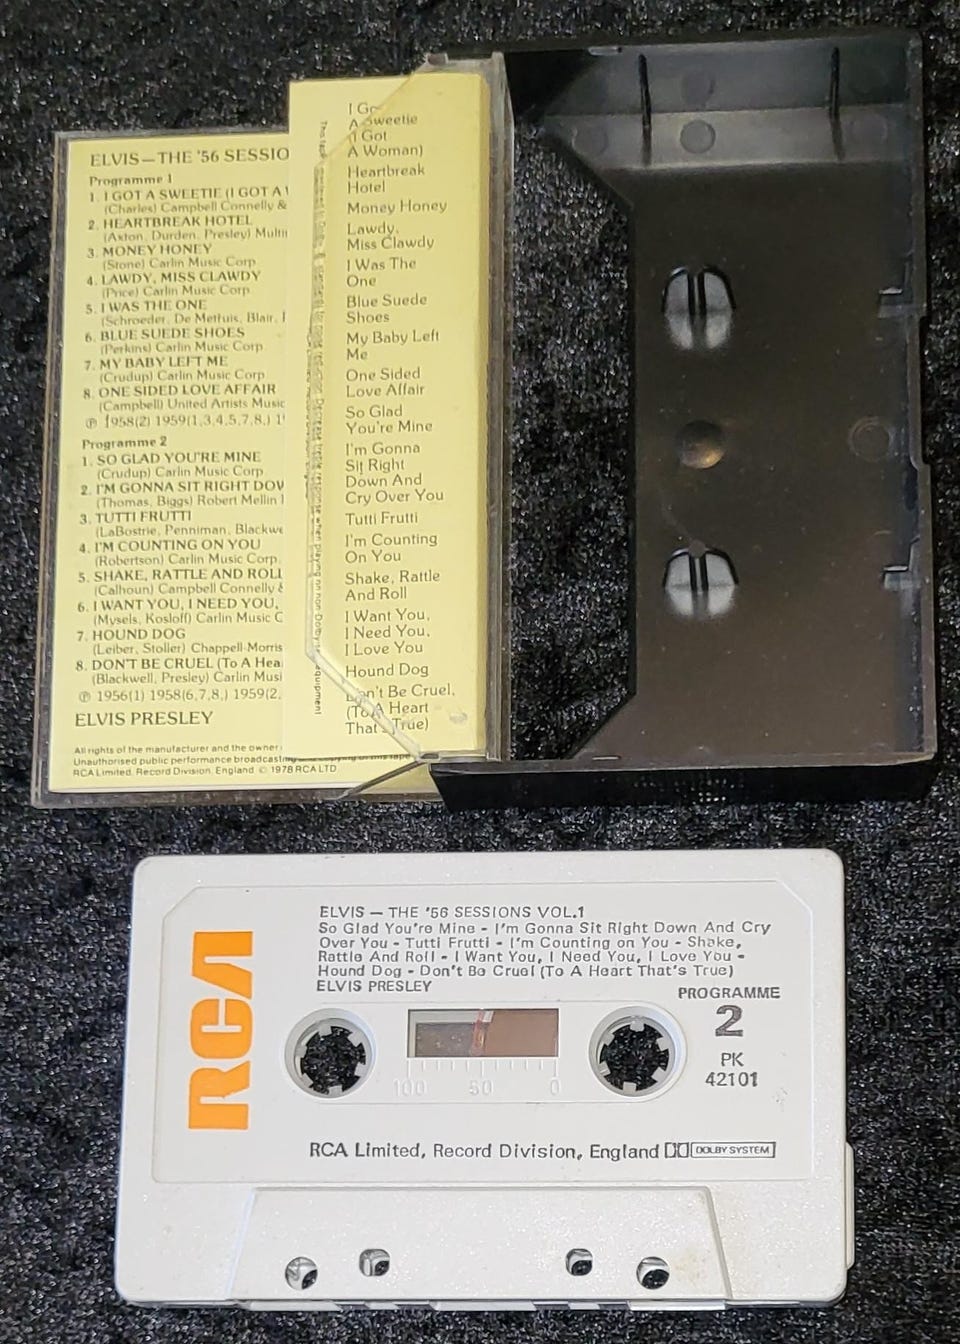 ELVIS—THE '56 SESSIO
Programme 1
1. I GOT A SWEETIE (I GOT A
(Charles) Campbell Connelly &
2. HEARTBREAK HOTEL
(Axton, Durden, Presley) Multi
3. MONEY HONEY
(Stone) Carlin Music Corp.
4. LAWDY, MISS CLAWDY
(Price) Carlin Music Corp.
5. I WAS THE ONE
(Schroeder, De Metruis, Blair,
6. BLUE SUEDE SHOES
(Perkins) Carlin Music Corp.
7. MY BABY LEFT ME
(Crudup) Carlin Music Corp.
8. ONE SIDED LOVE AFFAIR
(Campbell) United Artists Music
℗ 1958(2) 1959(1,3,4,5,7,8,)
Programme 2
1. SO GLAD YOU'RE MINE
(Crudup) Carlin Music Corp.
2. I'M GONNA SIT RIGHT DOW
(Thomas, Biggs) Robert Mellin
3. TUTTI FRUTTI
(LaBostrie, Penniman, Blackwe
4. I'M COUNTING ON YOU
(Robertson) Carlin Music Corp.
5. SHAKE, RATTLE AND ROLL
(Calhoun) Campbell Connelly &
6. I WANT YOU, I NEED YOU,
(Mysels, Kosloff) Carlin Music C
7. HOUND DOG
(Leiber, Stoller) Chappell-Morris
8. DON'T BE CRUEL (To A Hea
(Blackwell, Presley) Carlin Musi
℗ 1956(1) 1958(6,7,8,) 1959(2,
ELVIS PRESLEY
All rights of the manufacturer and the owner
Unauthorised public performance broadcasting
RCA Limited, Record Division, England © 1978 RCA LTD
Decrease treble response when playing on non Dolby equipment
I Go
A Sweetie
(I Got
A Woman)
Heartbreak
Hotel
Money Honey
Lawdy,
Miss Clawdy
I Was The
One
Blue Suede
Shoes
My Baby Left
Me
One Sided
Love Affair
So Glad
You're Mine
I'm Gonna
Sit Right
Down And
Cry Over You
Tutti Frutti
I'm Counting
On You
Shake, Rattle
And Roll
I Want You,
I Need You,
I Love You
Hound Dog
Don't Be Cruel,
(To A Heart
That's True)
RCA
ELVIS — THE '56 SESSIONS VOL.1
So Glad You're Mine - I'm Gonna Sit Right Down And Cry
Over You - Tutti Frutti - I'm Counting on You - Shake,
Rattle And Roll - I Want You, I Need You, I Love You -
Hound Dog - Don't Be Cruel (To A Heart That's True)
ELVIS PRESLEY
PROGRAMME
2
PK
42101
100 50 0
RCA Limited, Record Division, England DOLBY SYSTEM